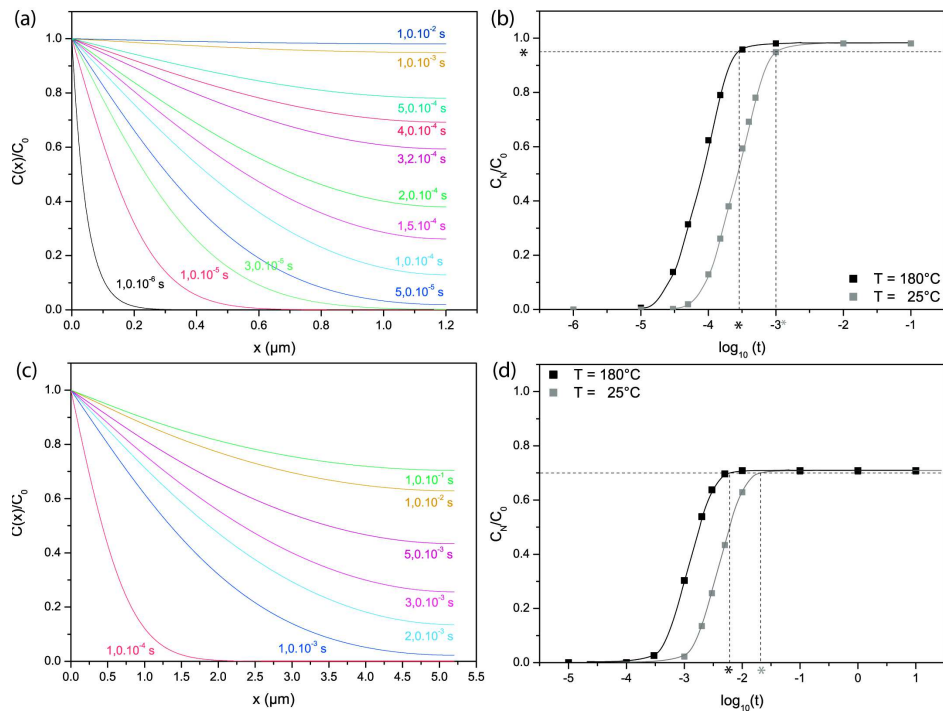 (a)
C(x)/C0
1.0
0.8
0.6
0.4
0.2
0.0
1,0.10-2 s
1,0.10-3 s
5,0.10-4 s
4,0.10-4 s
3,2.10-4 s
2,0.10-4 s
1,5.10-4 s
1,0.10-4 s
5,0.10-5 s
3,0.10-5 s
1,0.10-5 s
1,0.10-6 s
0.0 0.2 0.4 0.6 0.8 1.0 1.2
x (µm)
(b)
CN/C0
1.0
*
0.8
0.6
0.4
0.2
0.0
T = 180°C
T = 25°C
-6 -5 -4 * -3* -2 -1
log10 (t)
(c)
C(x)/C0
1.0
0.8
0.6
0.4
0.2
0.0
1,0.10-1 s
1,0.10-2 s
5,0.10-3 s
3,0.10-3 s
2,0.10-3 s
1,0.10-3 s
1,0.10-4 s
0.0 0.5 1.0 1.5 2.0 2.5 3.0 3.5 4.0 4.5 5.0
x (µm)
(d)
T = 180°C
T = 25°C
CN/C0
1.0
0.8
0.6
0.4
0.2
0.0
* *
-5 -4 -3 -2 -1 0 1
log10(t)